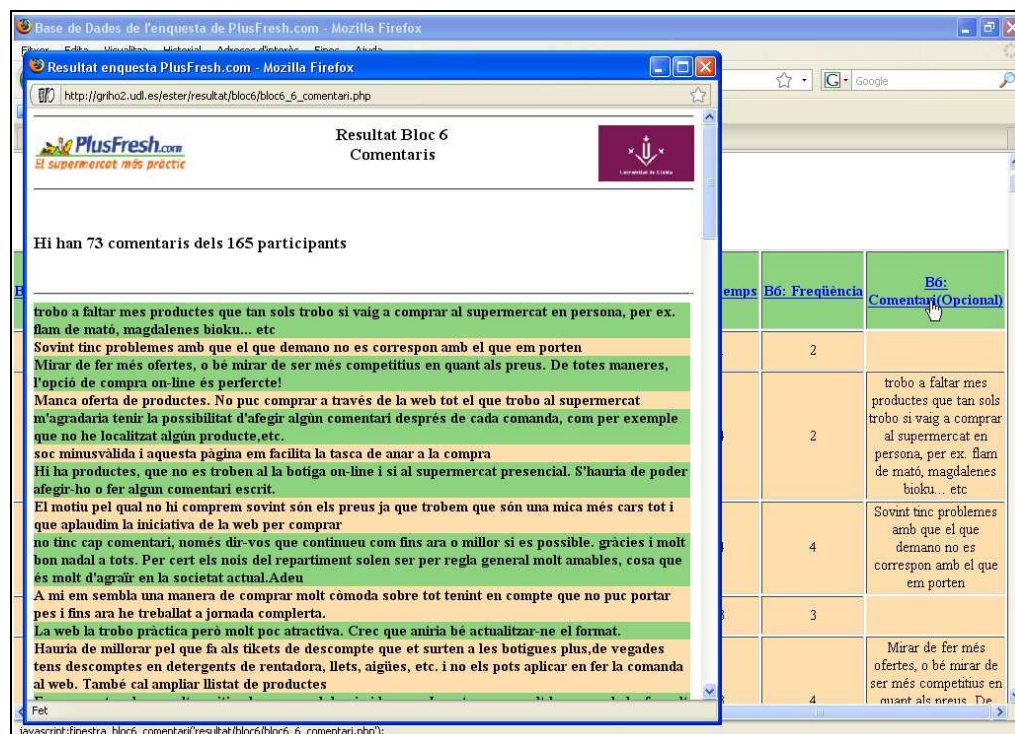 Base de Dades de l'enquesta de PlusFresh.com - Mozilla Firefox
Fitxer Edita Visualitza Historial Adreces d'interès Eines Ajuda
Google
Resultat enquesta PlusFresh.com - Mozilla Firefox
http://griho2.udl.es/ester/resultat/bloc6/bloc6_6_comentari.php
PlusFresh.com
El supermercat més pràctic
Resultat Bloc 6
Comentaris
Universitat de Lleida
Hi han 73 comentaris dels 165 participants
trobo a faltar mes productes que tan sols trobo si vaig a comprar al supermercat en persona, per ex.
flam de mató, magdalenes bioku... etc
Sovint tinc problemes amb que el que demano no es correspon amb el que em porten
Mirar de fer més ofertes, o bé mirar de ser més competitius en quant als preus. De totes maneres,
l'opció de compra on-line és perfercte!
Manca oferta de productes. No puc comprar a través de la web tot el que trobo al supermercat
m'agradaria tenir la possibilitat d'afegir algùn comentari després de cada comanda, com per exemple
que no he localitzat algún producte,etc.
soc minusvàlida i aquesta pàgina em facilita la tasca de anar a la compra
Hi ha productes, que no es troben al la botiga on-line i si al supermercat presencial. S'hauria de poder
afegir-ho o fer algun comentari escrit.
El motiu pel qual no hi comprem sovint són els preus ja que trobem que són una mica més cars tot i
que aplaudim la iniciativa de la web per comprar
no tinc cap comentari, només dir-vos que continueu com fins ara o millor si es possible. gràcies i molt
bon nadal a tots. Per cert els nois del repartiment solen ser per regla general molt amables, cosa que
és molt d'agraïr en la societat actual.Adeu
A mi em sembla una manera de comprar molt còmoda sobre tot tenint en compte que no puc portar
pes i fins ara he treballat a jornada complerta.
La web la trobo pràctica però molt poc atractiva. Crec que aniria bé actualitzar-ne el format.
Hauria de millorar pel que fa als tikets de descompte que et surten a les botigues plus,de vegades
tens descomptes en detergents de rentadora, llets, aigües, etc. i no els pots aplicar en fer la comanda
al web. També cal ampliar llistat de productes
Fet
emps
B6: Freqüència
B6:
Comentari(Opcional)
2
2
trobo a faltar mes
productes que tan sols
trobo si vaig a comprar
al supermercat en
persona, per ex. flam
de mató, magdalenes
bioku... etc
4
Sovint tinc problemes
amb que el que
demano no es
correspon amb el que
em porten
3
4
Mirar de fer més
ofertes, o bé mirar de
ser més competitius en
quant als preus. De
javascript:finestra_bloc6_comentari('resultat/bloc6/bloc6_6_comentari.php');